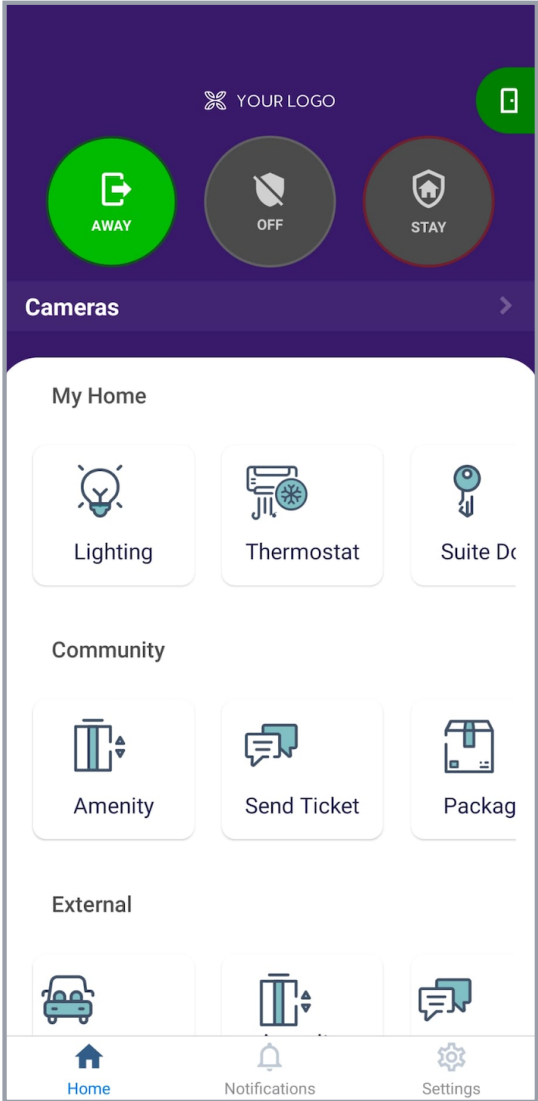 YOUR LOGO
AWAY
OFF
STAY
Cameras
My Home
Lighting
Thermostat
Suite
Community
Amenity
Send Ticket
Packag
External
Home
Notifications
Settings